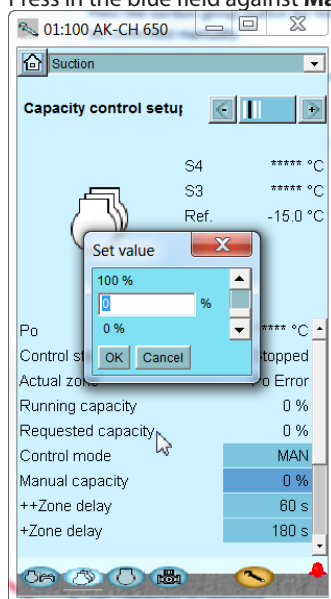 Press in the blue field against Ma
01:100 AK-CH 650
Suction
Capacity control setup
S4 ***** °C
S3 ***** °C
Ref. -15.0 °C
Set value
100 %
0 %
0 %
OK Cancel
Po **** °C
Control st topped
Actual zon Po Error
Running capacity 0 %
Requested capacity 0 %
Control mode MAN
Manual capacity 0 %
++Zone delay 60 s
+Zone delay 180 s